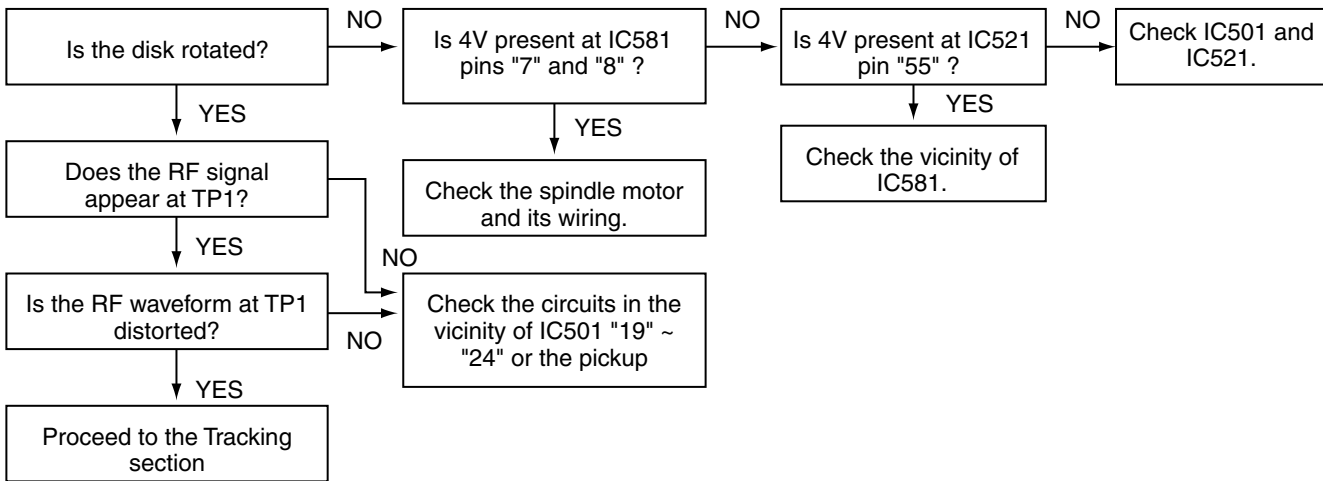 Is the disk rotated?
NO
Is 4V present at IC581
pins "7" and "8" ?
NO
Is 4V present at IC521
pin "55" ?
NO
Check IC501 and
IC521.
YES
YES
YES
Does the RF signal
appear at TP1?
Check the spindle motor
and its wiring.
Check the vicinity of
IC581.
YES
NO
Is the RF waveform at TP1
distorted?
NO
Check the circuits in the
vicinity of IC501 "19" ~
"24" or the pickup
YES
Proceed to the Tracking
section